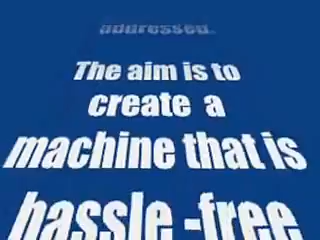 addressed.
The aim is to
create a
machine that is
hassle -free